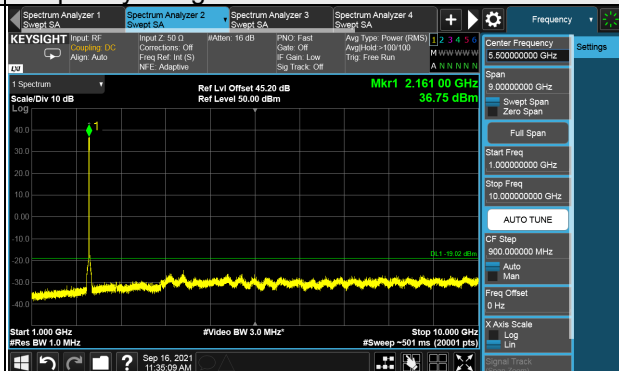 Spectrum Analyzer 1
Swept SA
Spectrum Analyzer 2
Swept SA
Spectrum Analyzer 3
Swept SA
Spectrum Analyzer 4
Swept SA
Frequency
Settings
KEYSIGHT
LXI
Input: RF
Coupling: DC
Align: Auto
Input Z: 50 Ω
Corrections: Off
Freq Ref: Int (S)
NFE: Adaptive
#Atten: 16 dB
PNO: Fast
Gate: Off
IF Gain: Low
Sig Track: Off
Avg Type: Power (RMS)
Avg|Hold:>100/100
Trig: Free Run
1 2 3 4 5 6
M W W W W W
A N N N N N
1 Spectrum
Scale/Div 10 dB
Log
Ref Lvl Offset 45.20 dB
Ref Level 50.00 dBm
Mkr1 2.161 00 GHz
36.75 dBm
1
40.0
30.0
20.0
10.0
0.00
-10.0
-20.0
-30.0
-40.0
DL1 -19.02 dBm
Start 1.000 GHz
#Res BW 1.0 MHz
#Video BW 3.0 MHz*
Stop 10.000 GHz
#Sweep ~501 ms (20001 pts)
Center Frequency
5.500000000 GHz
Span
9.00000000 GHz
Swept Span
Zero Span
Full Span
Start Freq
1.000000000 GHz
Stop Freq
10.000000000 GHz
AUTO TUNE
CF Step
900.000000 MHz
Auto
Man
Freq Offset
0 Hz
X Axis Scale
Log
Lin
Signal Track
?
Sep 16, 2021
11:35:09 AM